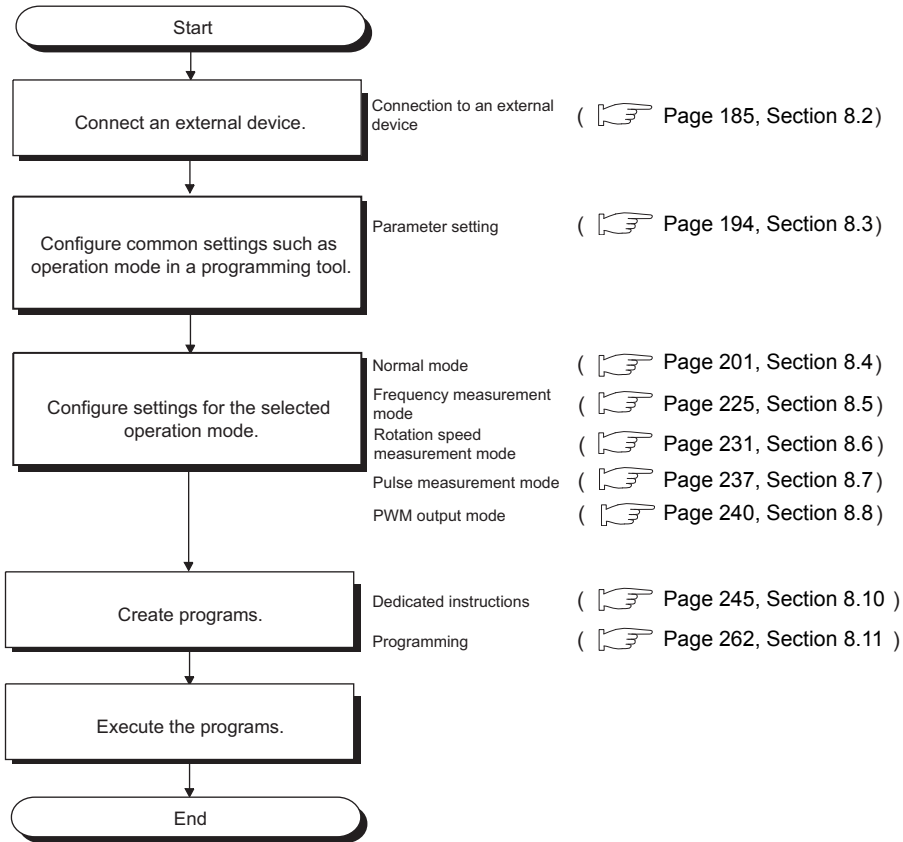 Start
Connect an external device.
Connection to an external
device
( Page 185, Section 8.2)
Configure common settings such as
operation mode in a programming tool.
Parameter setting
( Page 194, Section 8.3)
Configure settings for the selected
operation mode.
Normal mode
( Page 201, Section 8.4)
Frequency measurement
mode
( Page 225, Section 8.5)
Rotation speed
measurement mode
( Page 231, Section 8.6)
Pulse measurement mode
( Page 237, Section 8.7)
PWM output mode
( Page 240, Section 8.8)
Create programs.
Dedicated instructions
( Page 245, Section 8.10 )
Programming
( Page 262, Section 8.11 )
Execute the programs.
End